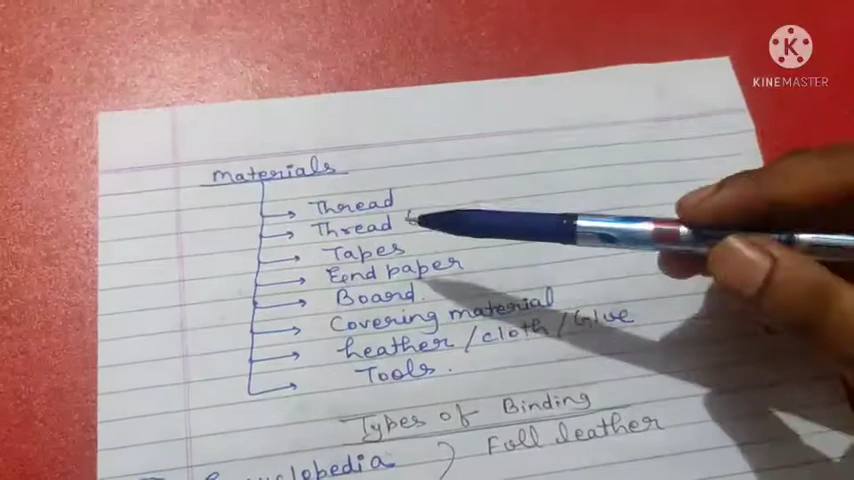 KINEMASTER
Materials
Thread
Thread
Tapes
End paper
Board.
Covering material
Leather / cloth / Glue
Tools.
Types of Binding
Encyclopedia ) Full leather